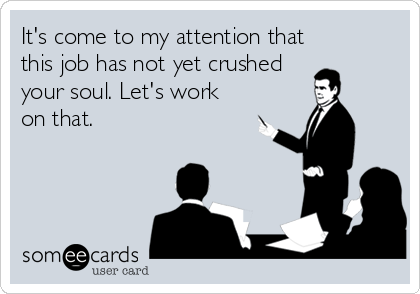 It's come to my attention that
this job has not yet crushed
your soul. Let's work
on that.
someecards
user card